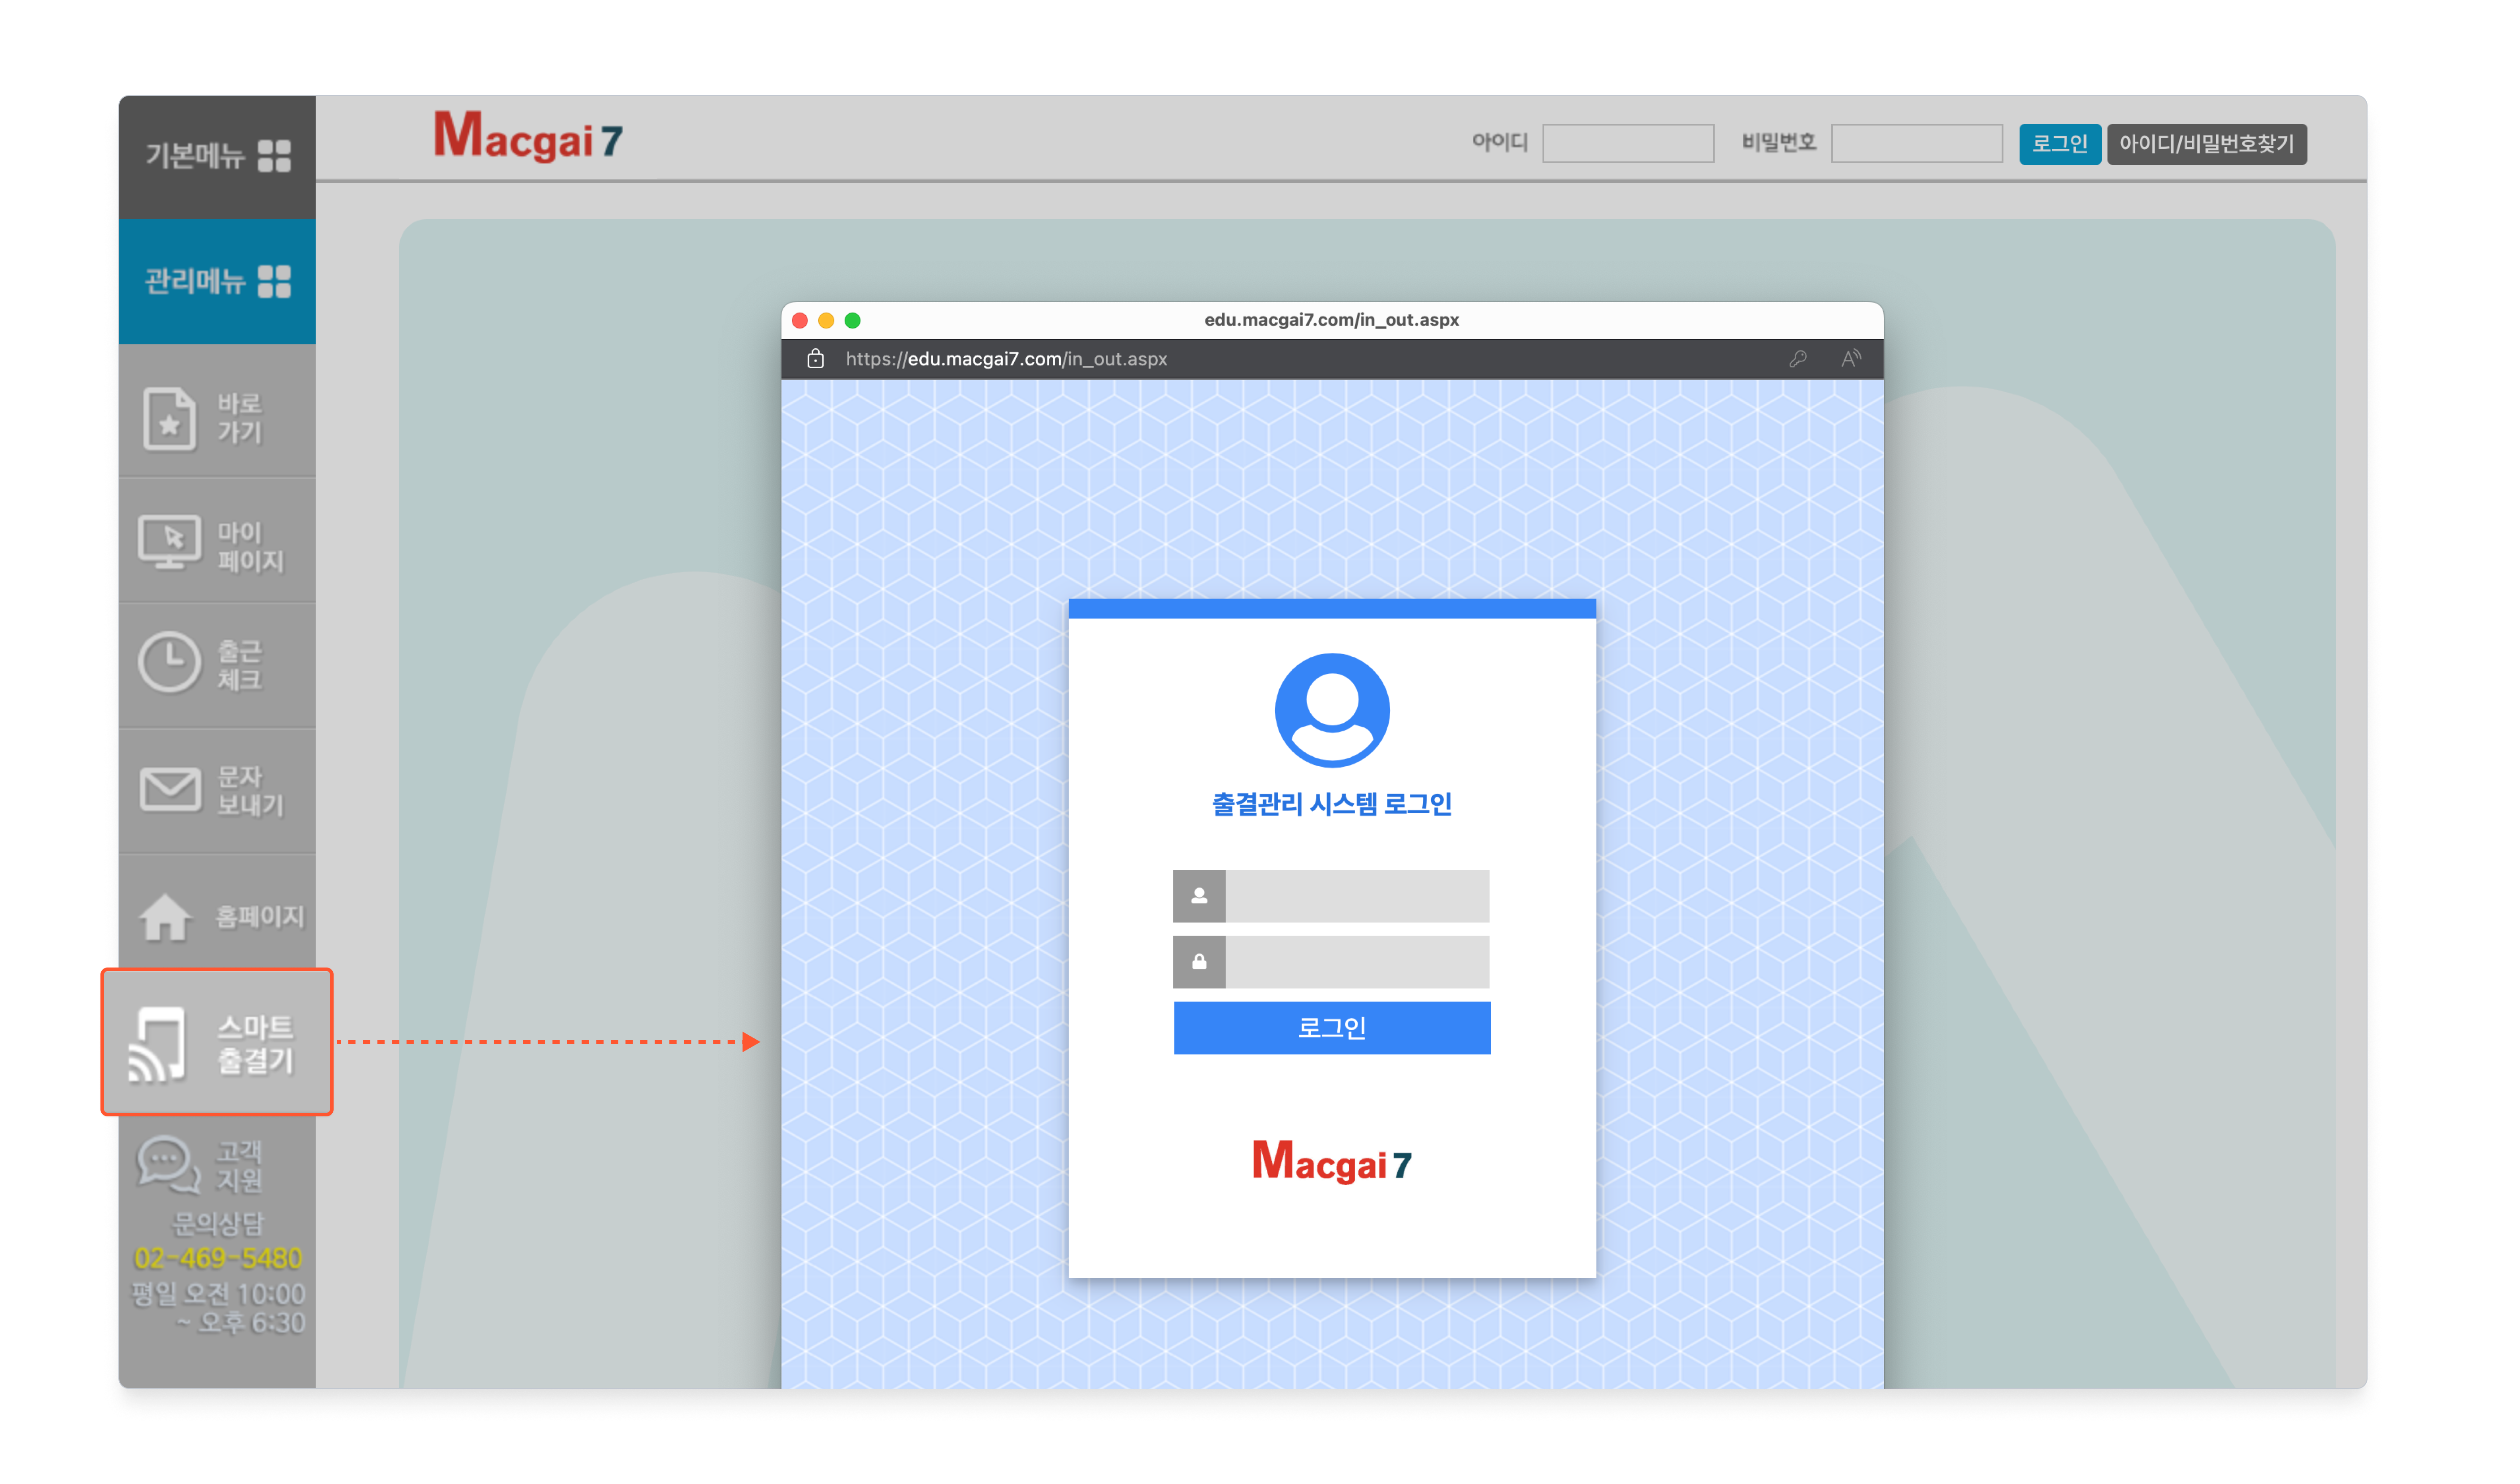 기본메뉴
Macgai 7
아이디
비밀번호
로그인
아이디/비밀번호찾기
관리메뉴
바로
가기
마이
페이지
출근
체크
문자
보내기
홈페이지
스마트
출결기
고객
지원
문의상담
02-469-5480
평일 오전 10:00
~ 오후 6:30
edu.macgai7.com/in_out.aspx
https://edu.macgai7.com/in_out.aspx
출결관리 시스템 로그인
로그인
Macgai 7